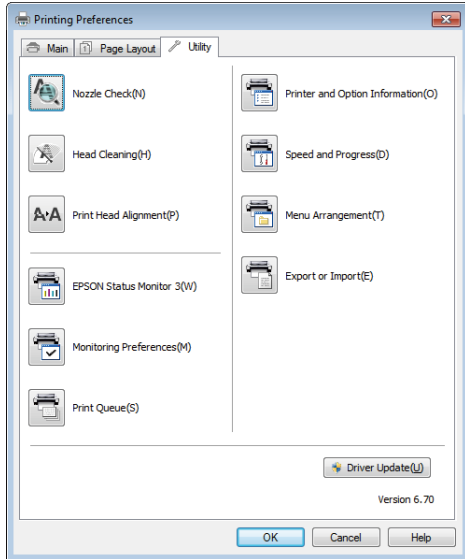 Printing Preferences
Main
Page Layout
Utility
Nozzle Check(N)
Head Cleaning(H)
A A Print Head Alignment(P)
EPSON Status Monitor 3(W)
Monitoring Preferences(M)
Print Queue(S)
Printer and Option Information(O)
Speed and Progress(D)
Menu Arrangement(T)
Export or Import(E)
Driver Update(U)
Version 6.70
OK
Cancel
Help